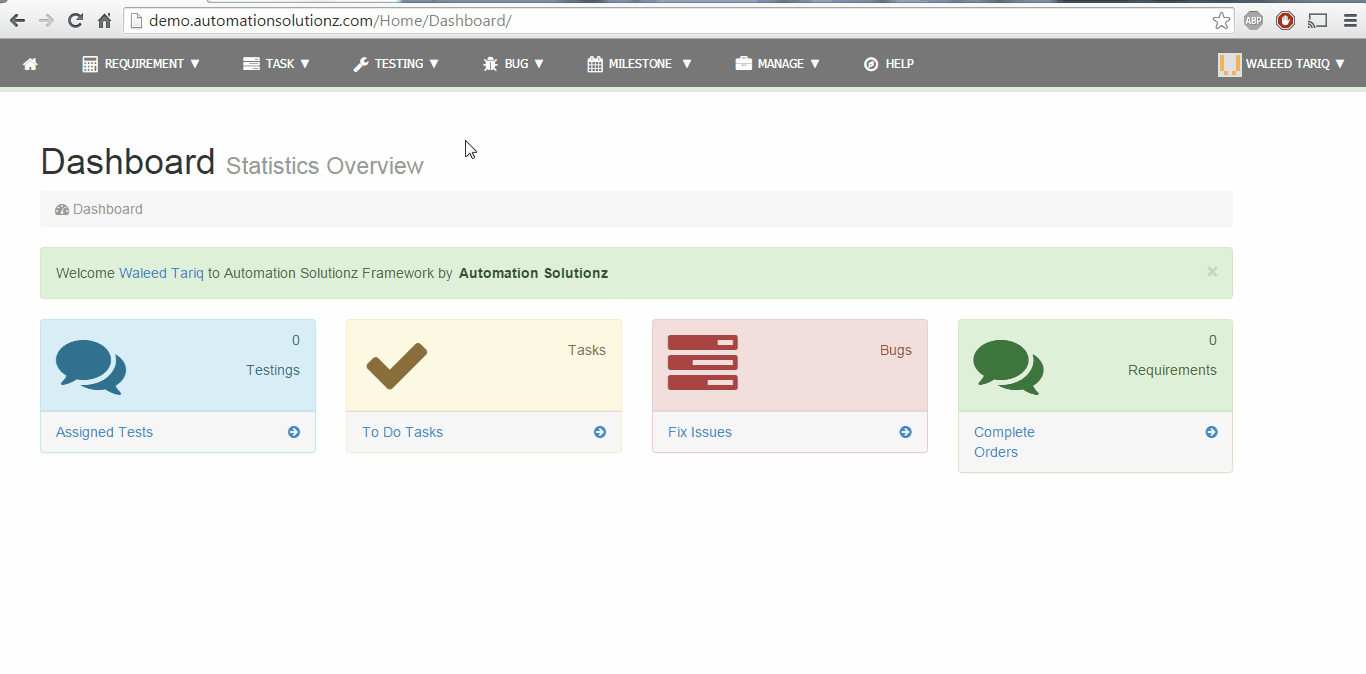 demo.automationsolutionz.com/Home/Dashboard/
ABP
REQUIREMENT ▼ TASK ▼ TESTING ▼ BUG ▼ MILESTONE ▼ MANAGE ▼ HELP WALEED TARIQ ▼
Dashboard Statistics Overview
Dashboard
Welcome Waleed Tariq to Automation Solutionz Framework by Automation Solutionz ×
0
Testings
Assigned Tests
Tasks
To Do Tasks
Bugs
Fix Issues
0
Requirements
Complete
Orders